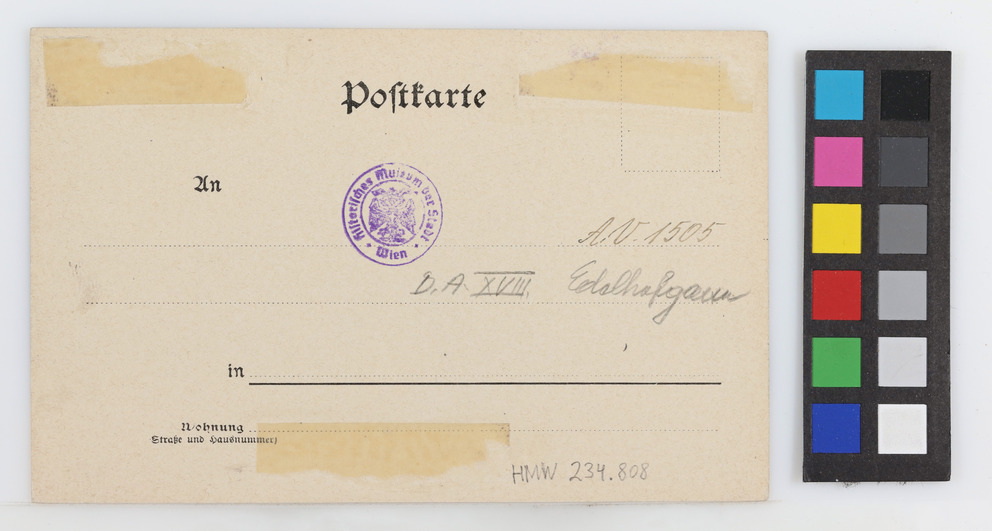 Postkarte
An
Historisches Museum der Stadt Wien
A.V. 1505
D.A. XVIII. Edelhofgasse
in
Wohnung
Straße und Hausnummer)
HMW 234.808